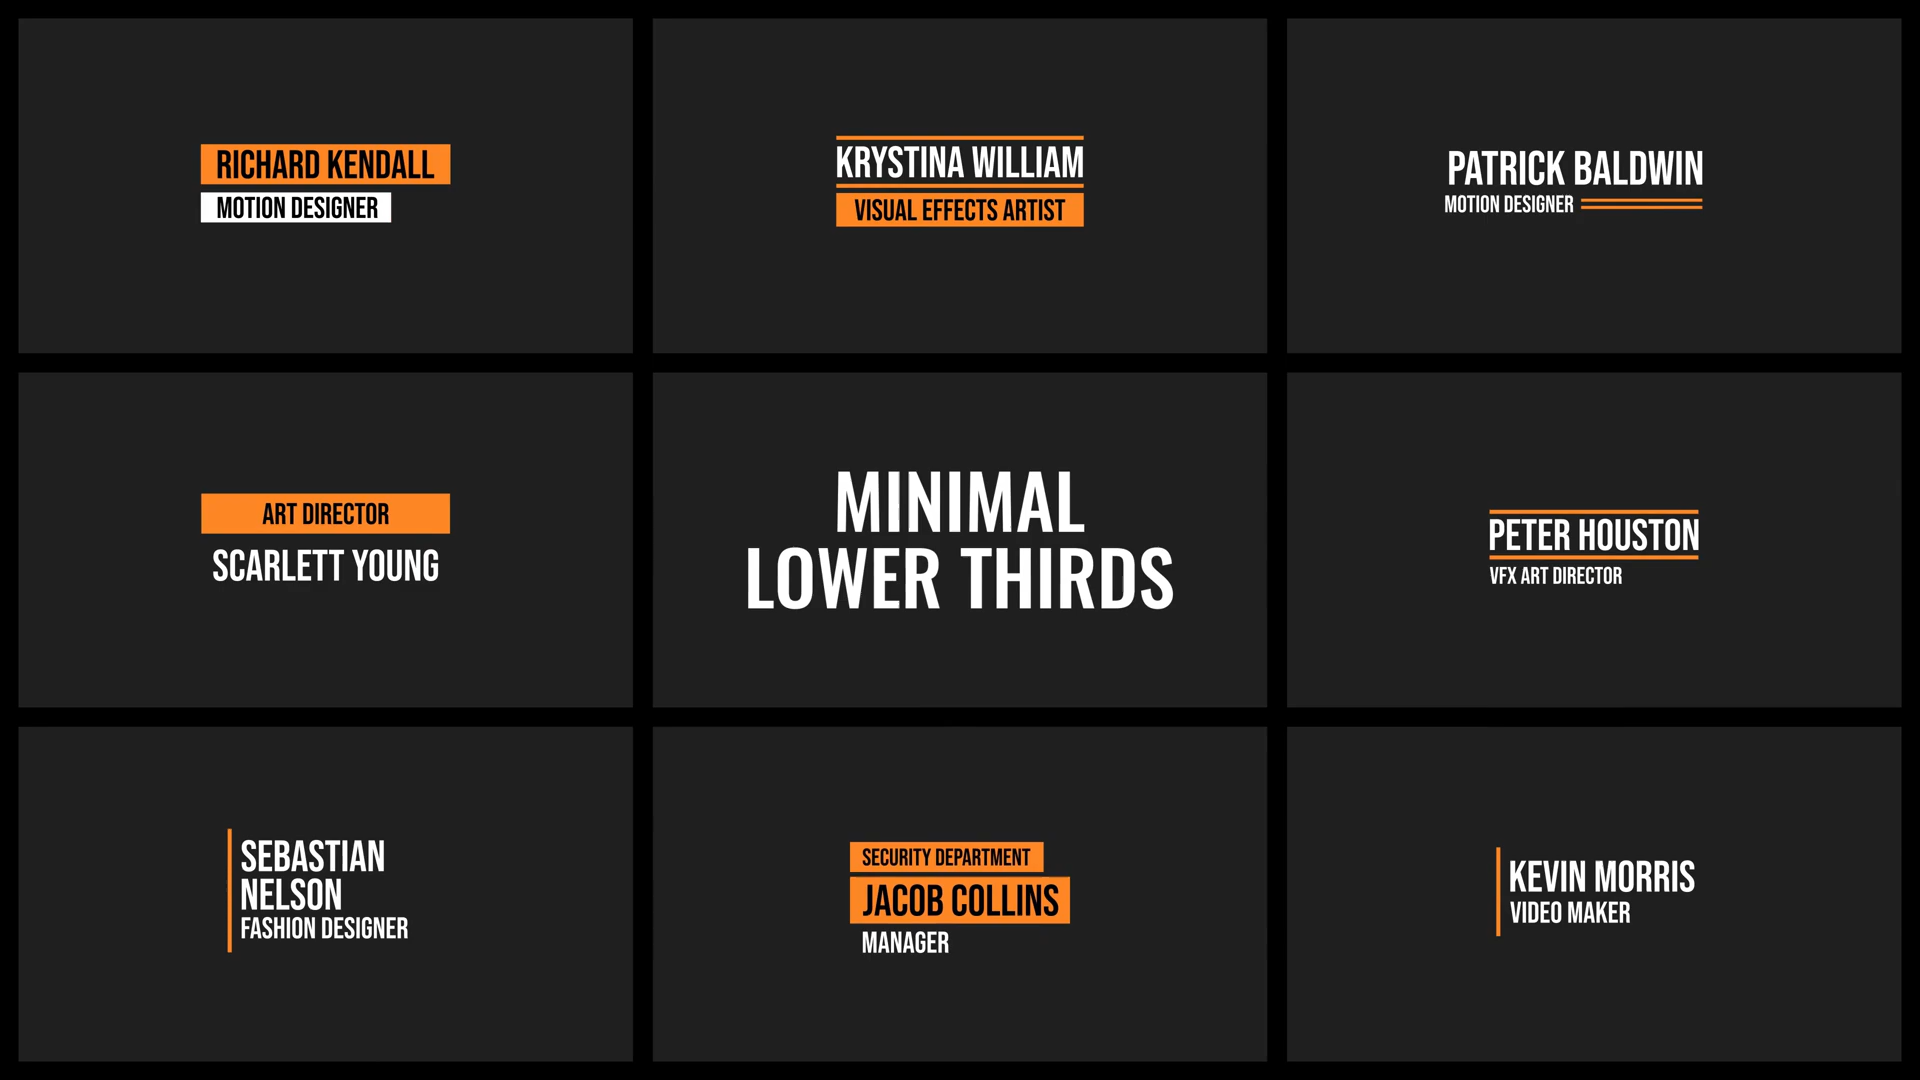 RICHARD KENDALL
MOTION DESIGNER
KRYSTINA WILLIAM
VISUAL EFFECTS ARTIST
PATRICK BALDWIN
MOTION DESIGNER
ART DIRECTOR
SCARLETT YOUNG
MINIMAL
LOWER THIRDS
PETER HOUSTON
VFX ART DIRECTOR
SEBASTIAN
NELSON
FASHION DESIGNER
SECURITY DEPARTMENT
JACOB COLLINS
MANAGER
KEVIN MORRIS
VIDEO MAKER